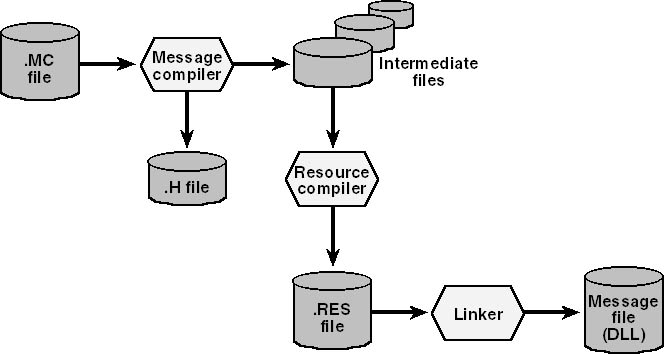 .MC
file
Message
compiler
Intermediate
files
.H file
Resource
compiler
.RES
file
Linker
Message
file
(DLL)